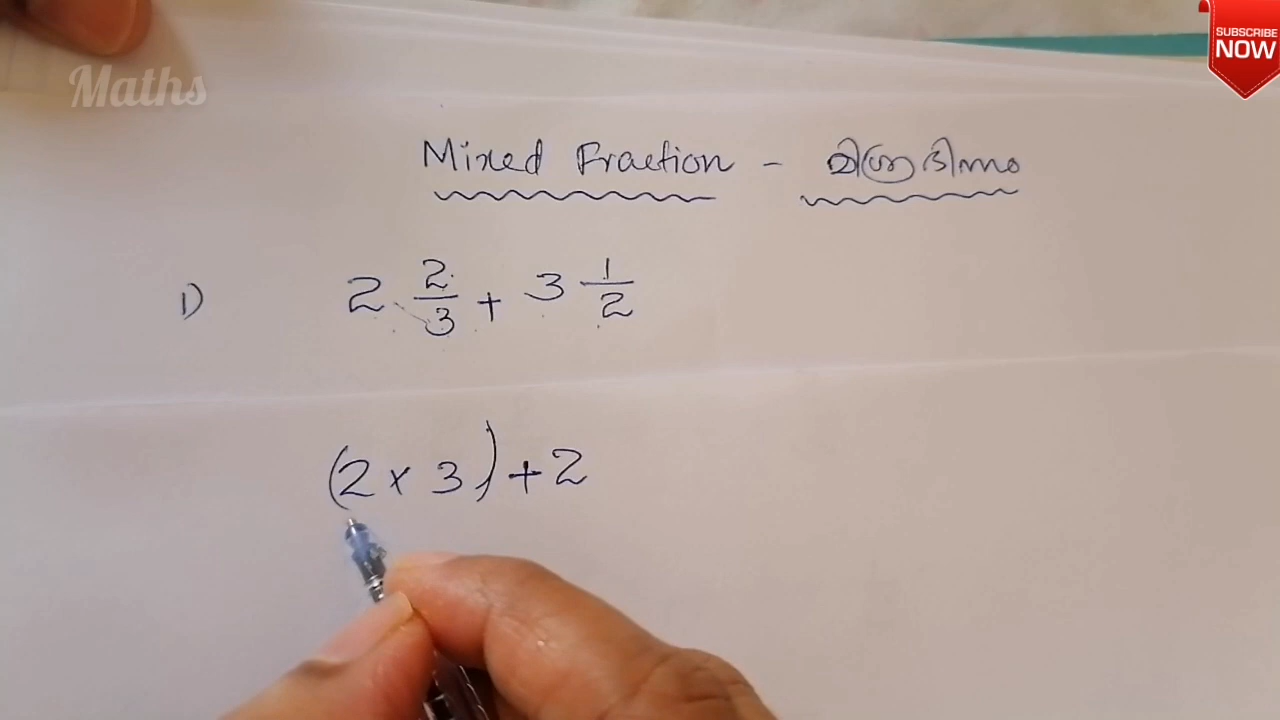 SUBSCRIBE
NOW
Maths
Mixed Fraction - മിശ്രഭിന്നം
1) 2 2/3 + 3 1/2
(2 × 3) + 2